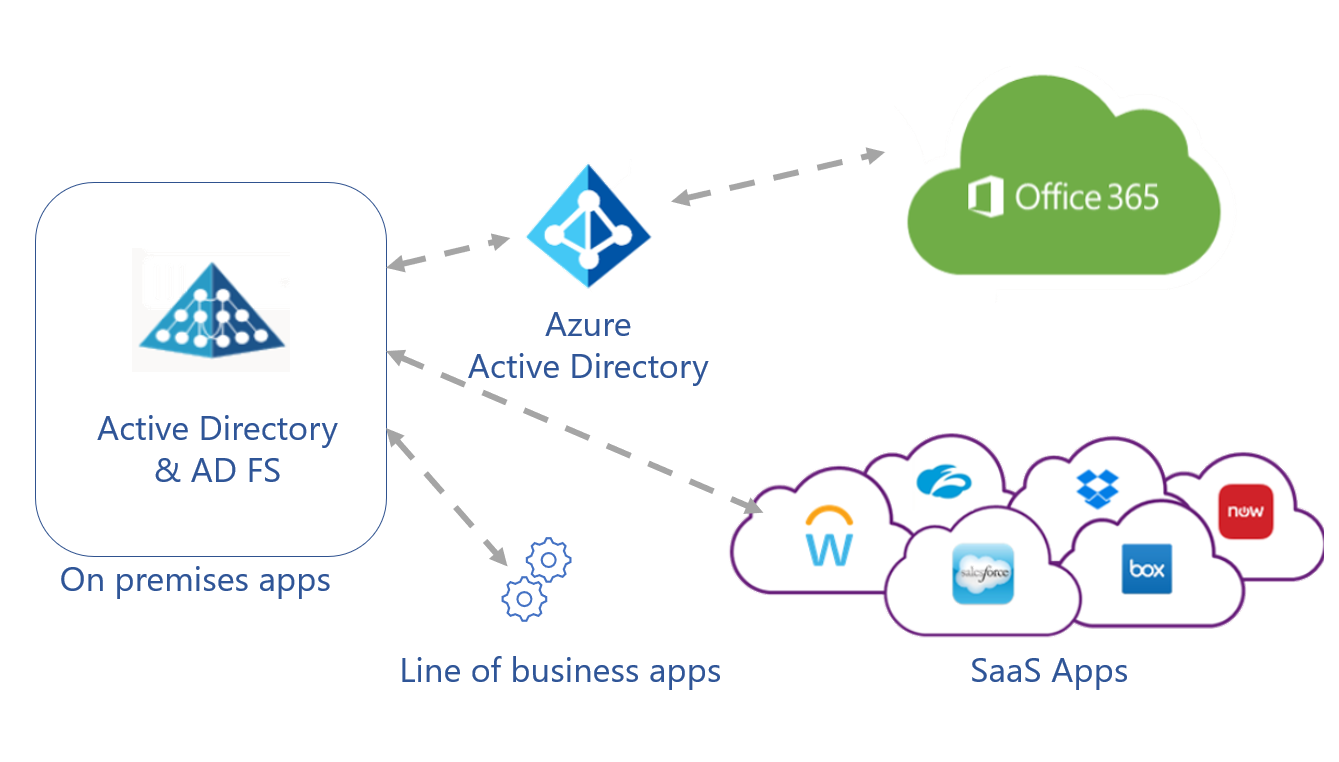 Office 365
Azure
Active Directory
Active Directory
& AD FS
On premises apps
now
W
salesforce
box
Line of business apps
SaaS Apps